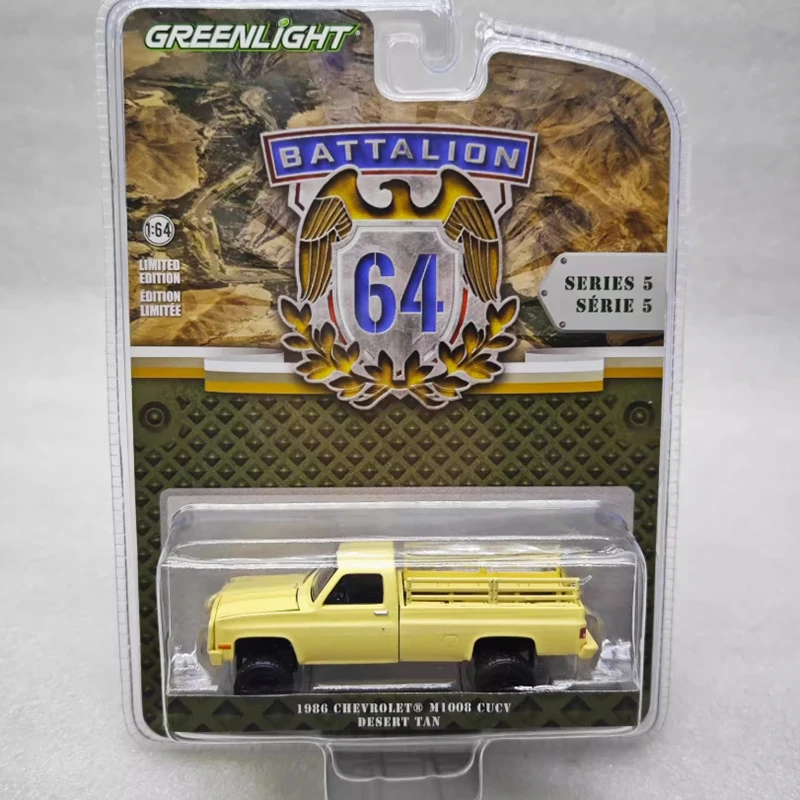 GREENLiGHT
BATTALION
64
1:64
LIMITED
EDITION
ÉDITION
LIMITÉE
SERIES 5
SÉRIE 5
1986 CHEVROLET® M1008 CUCV
DESERT TAN